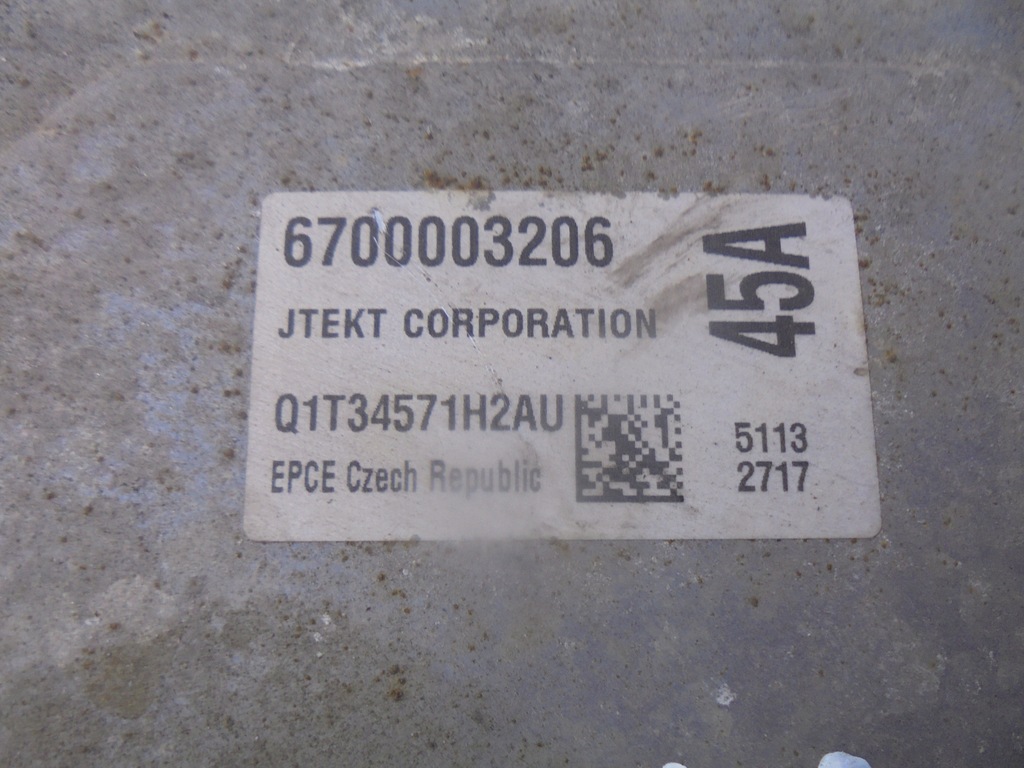 6700003206
45A
JTEKT CORPORATION
Q1T34571H2AU
EPCE Czech Republic
5113
2717